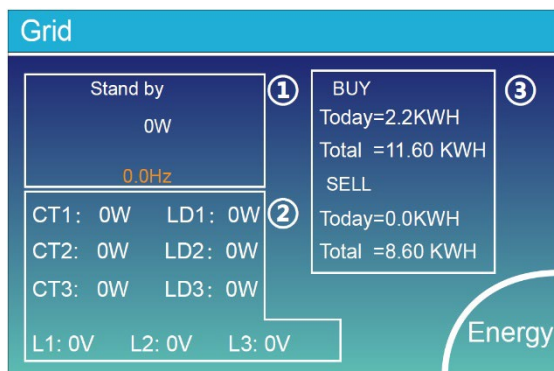 Grid
Stand by
①
0W
0.0Hz
CT1: 0W LD1: 0W
②
CT2: 0W LD2: 0W
CT3: 0W LD3: 0W
L1: 0V L2: 0V L3: 0V
BUY
③
Today=2.2KWH
Total =11.60 KWH
SELL
Today=0.0KWH
Total =8.60 KWH
Energy